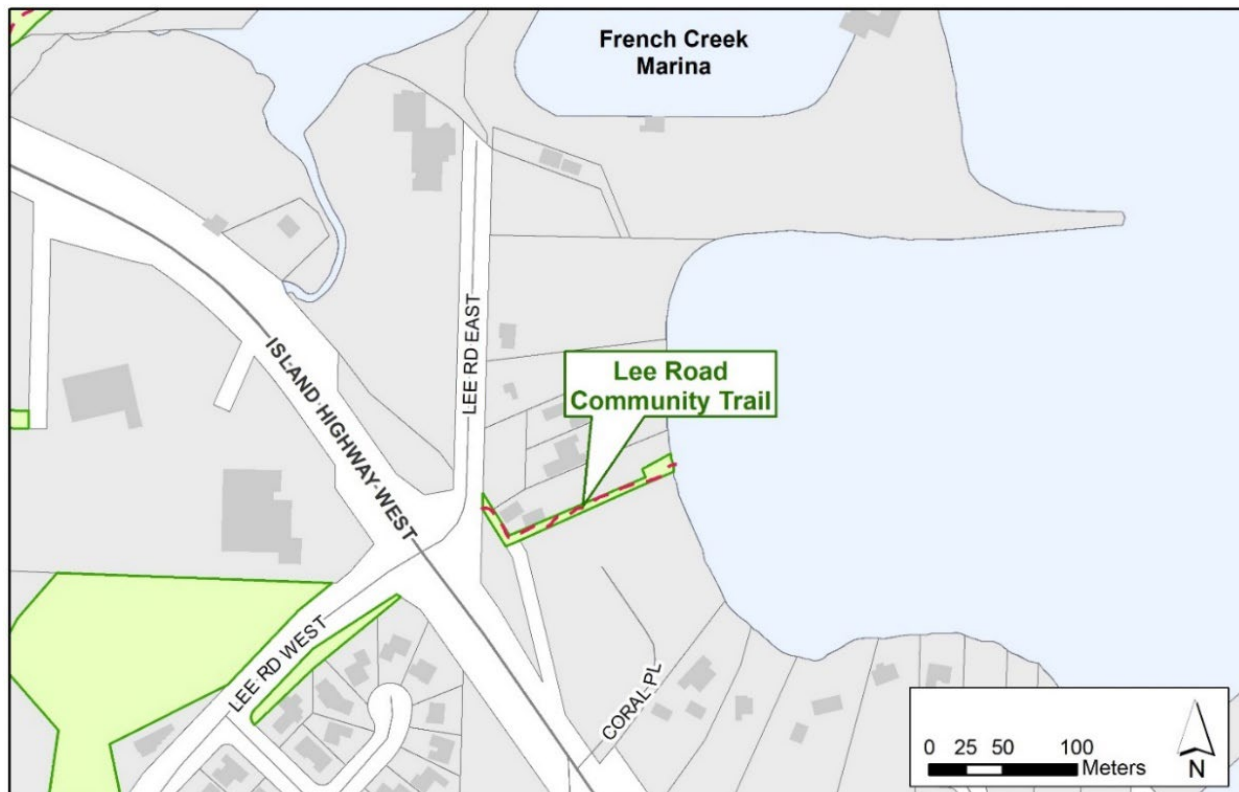 French Creek
Marina
LEE RD EAST
ISLAND HIGHWAY WEST
Lee Road
Community Trail
LEE RD WEST
CORAL PL
0 25 50 100
Meters
N